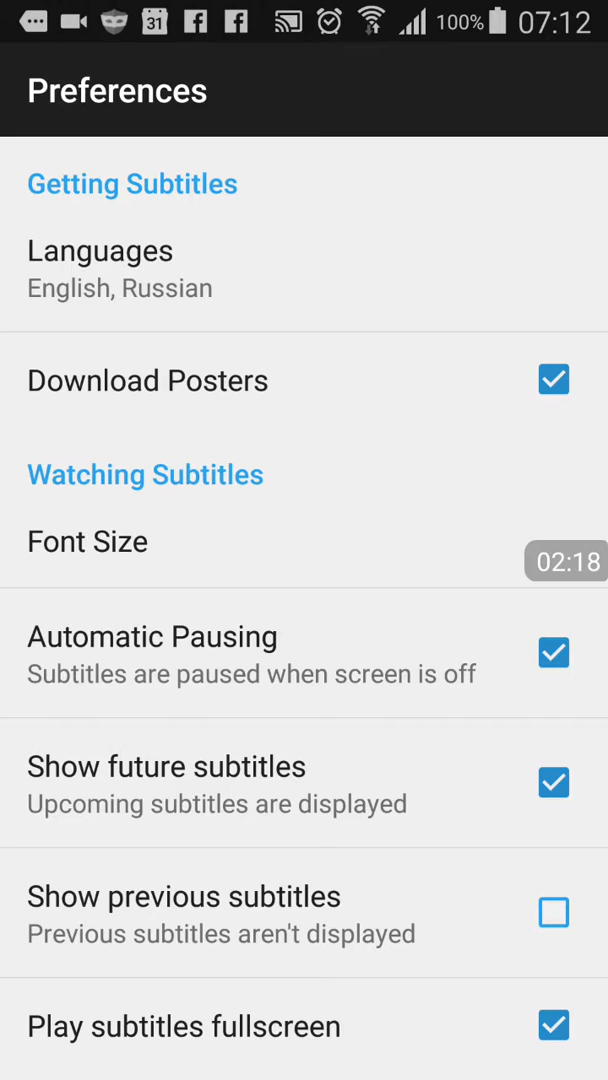 31 100% 07:12
Preferences
Getting Subtitles
Languages
English, Russian
Download Posters
Watching Subtitles
Font Size
02:18
Automatic Pausing
Subtitles are paused when screen is off
Show future subtitles
Upcoming subtitles are displayed
Show previous subtitles
Previous subtitles aren't displayed
Play subtitles fullscreen